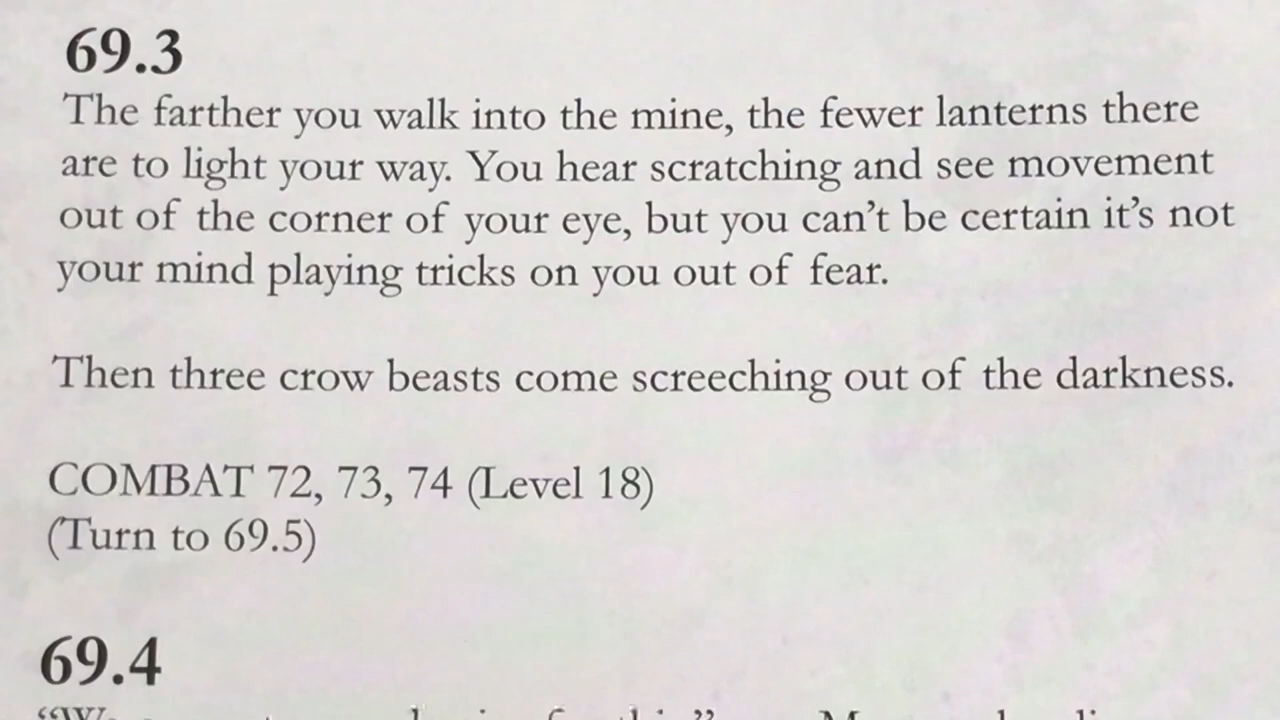 69.3
The farther you walk into the mine, the fewer lanterns there
are to light your way. You hear scratching and see movement
out of the corner of your eye, but you can’t be certain it’s not
your mind playing tricks on you out of fear.
Then three crow beasts come screeching out of the darkness.
COMBAT 72, 73, 74 (Level 18)
(Turn to 69.5)
69.4